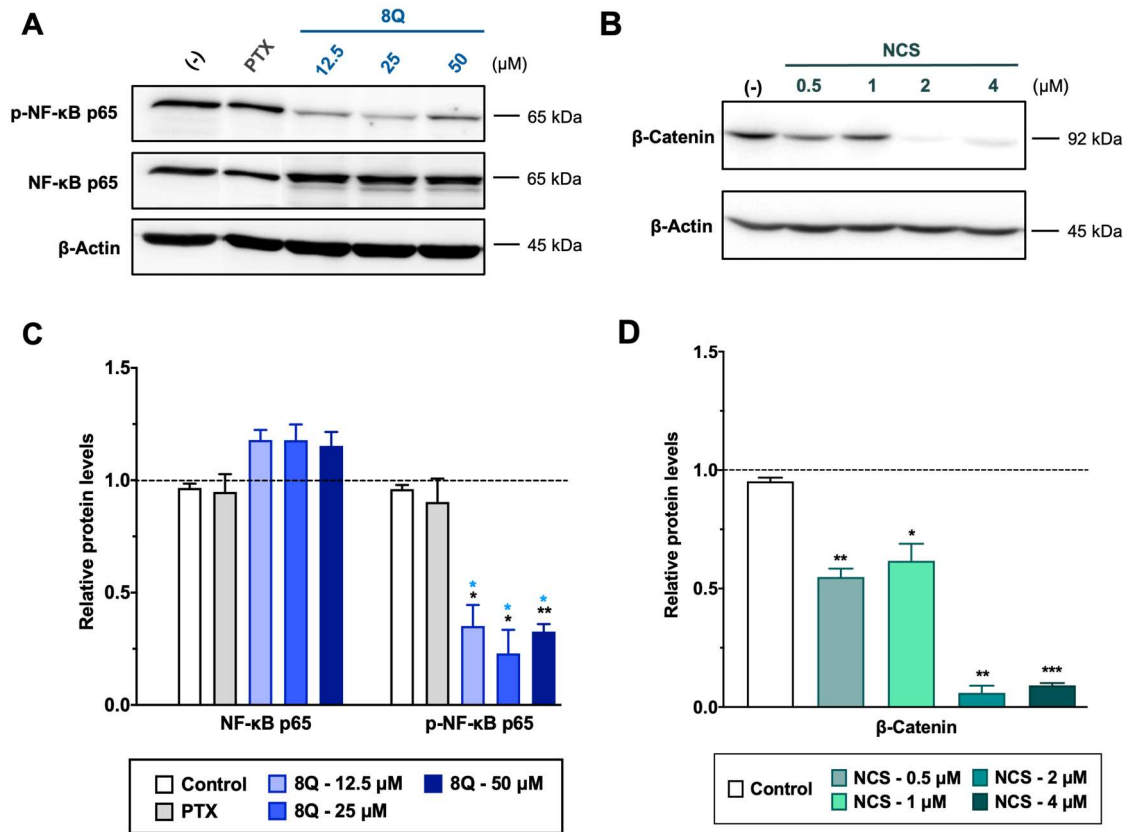 A
8Q
(-) PTX 12.5 25 50 (µM)
p-NF-κB p65 65 kDa
NF-κB p65 65 kDa
β-Actin 45 kDa
B
NCS
(-) 0.5 1 2 4 (µM)
β-Catenin 92 kDa
β-Actin 45 kDa
C
Relative protein levels
1.5
1.0
0.5
0.0
* * *
* * **
NF-κB p65 p-NF-κB p65
Control 8Q - 12.5 µM 8Q - 50 µM
PTX 8Q - 25 µM
D
Relative protein levels
1.5
1.0
0.5
0.0
** * ** ***
β-Catenin
Control NCS - 0.5 µM NCS - 2 µM
NCS - 1 µM NCS - 4 µM